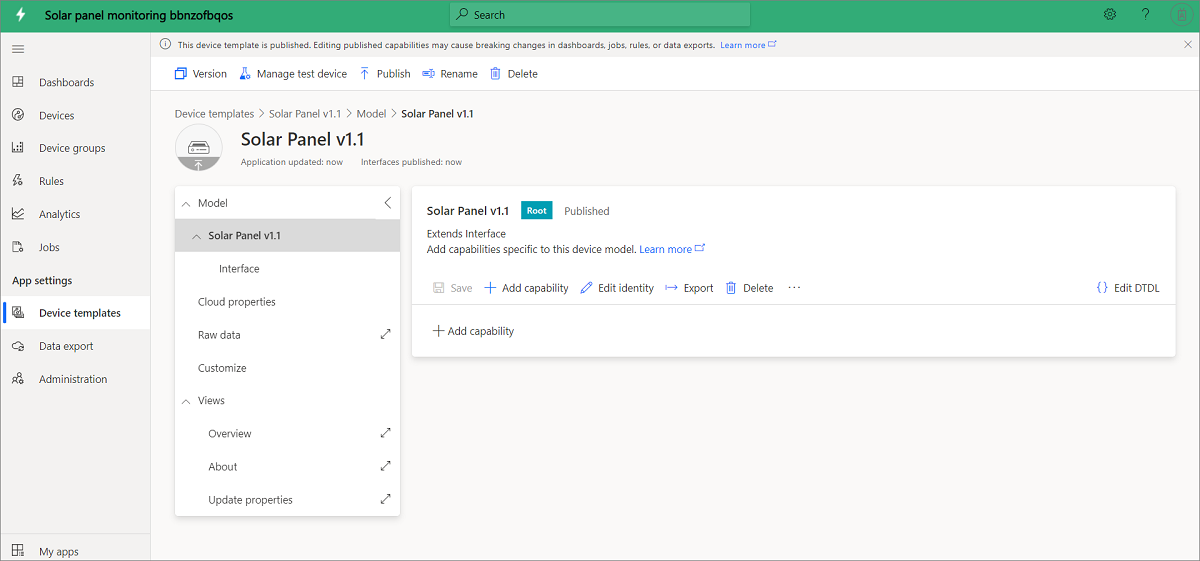 Solar panel monitoring bbnzofbqos
Search
?
This device template is published. Editing published capabilities may cause breaking changes in dashboards, jobs, rules, or data exports. Learn more
Version Manage test device Publish Rename Delete
Dashboards
Devices
Device groups
Rules
Analytics
Jobs
App settings
Device templates
Data export
Administration
My apps
Device templates > Solar Panel v1.1 > Model > Solar Panel v1.1
Solar Panel v1.1
Application updated: now Interfaces published: now
Model
Solar Panel v1.1
Interface
Cloud properties
Raw data
Customize
Views
Overview
About
Update properties
Solar Panel v1.1 Root Published
Extends Interface
Add capabilities specific to this device model. Learn more
Save Add capability Edit identity Export Delete ··· {} Edit DTDL
Add capability